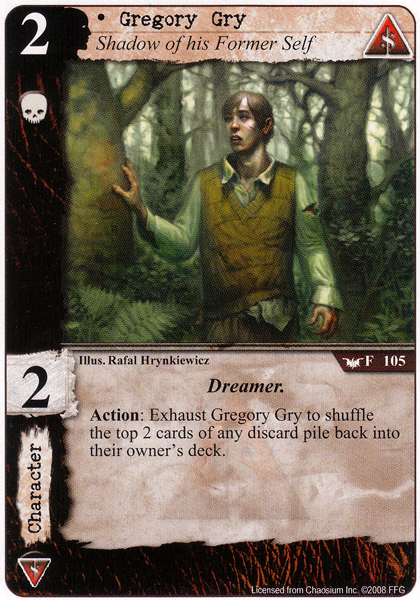 2
• Gregory Gry
Shadow of his Former Self
Illus. Rafal Hrynkiewicz
F 105
2
Dreamer.
Action: Exhaust Gregory Gry to shuffle
the top 2 cards of any discard pile back into
their owner's deck.
Character
Licensed from Chaosium Inc. ©2008 FFG